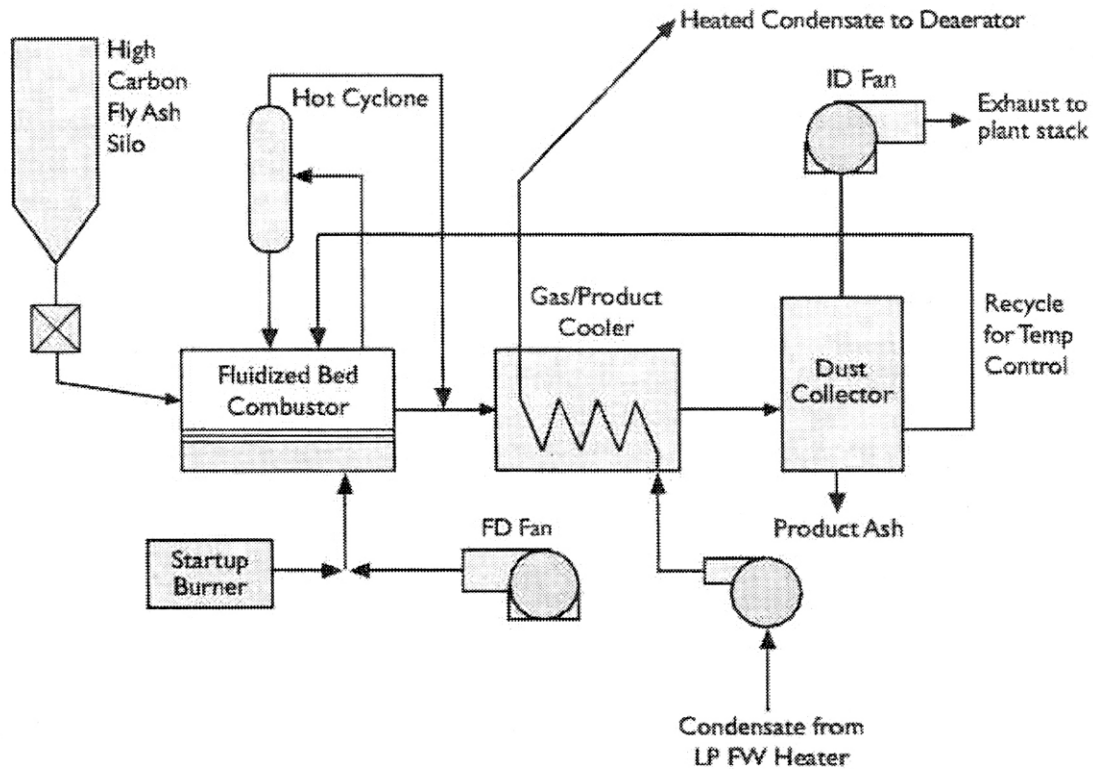 High
Carbon
Fly Ash
Silo
Hot Cyclone
Heated Condensate to Deaerator
ID Fan
Exhaust to
plant stack
Gas/Product
Cooler
Recycle
for Temp
Control
Fluidized Bed
Combustor
Dust
Collector
Product Ash
FD Fan
Startup
Burner
Condensate from
LP FW Heater